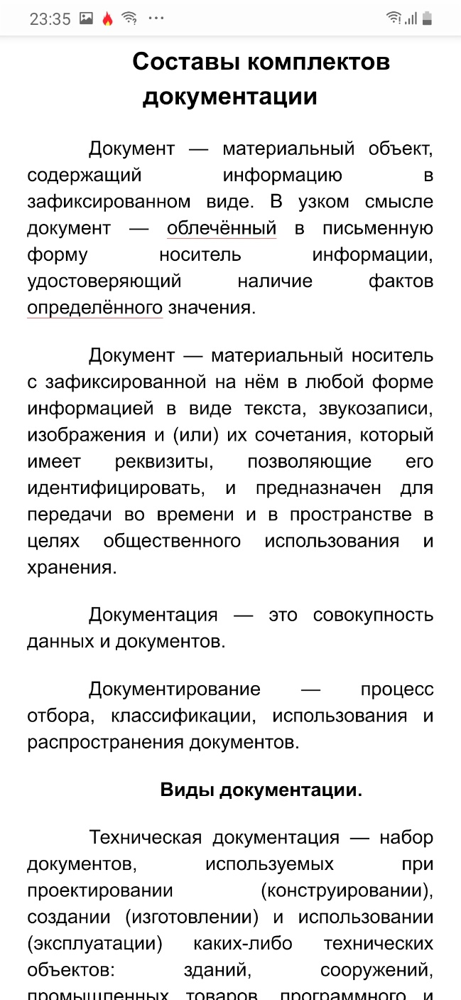 23:35
Составы комплектов
документации
Документ — материальный объект,
содержащий информацию в
зафиксированном виде. В узком смысле
документ — облечённый в письменную
форму носитель информации,
удостоверяющий наличие фактов
определённого значения.
Документ — материальный носитель
с зафиксированной на нём в любой форме
информацией в виде текста, звукозаписи,
изображения и (или) их сочетания, который
имеет реквизиты, позволяющие его
идентифицировать, и предназначен для
передачи во времени и в пространстве в
целях общественного использования и
хранения.
Документация — это совокупность
данных и документов.
Документирование — процесс
отбора, классификации, использования и
распространения документов.
Виды документации.
Техническая документация — набор
документов, используемых при
проектировании (конструировании),
создании (изготовлении) и использовании
(эксплуатации) каких-либо технических
объектов: зданий, сооружений,
промышленных товаров, программного и